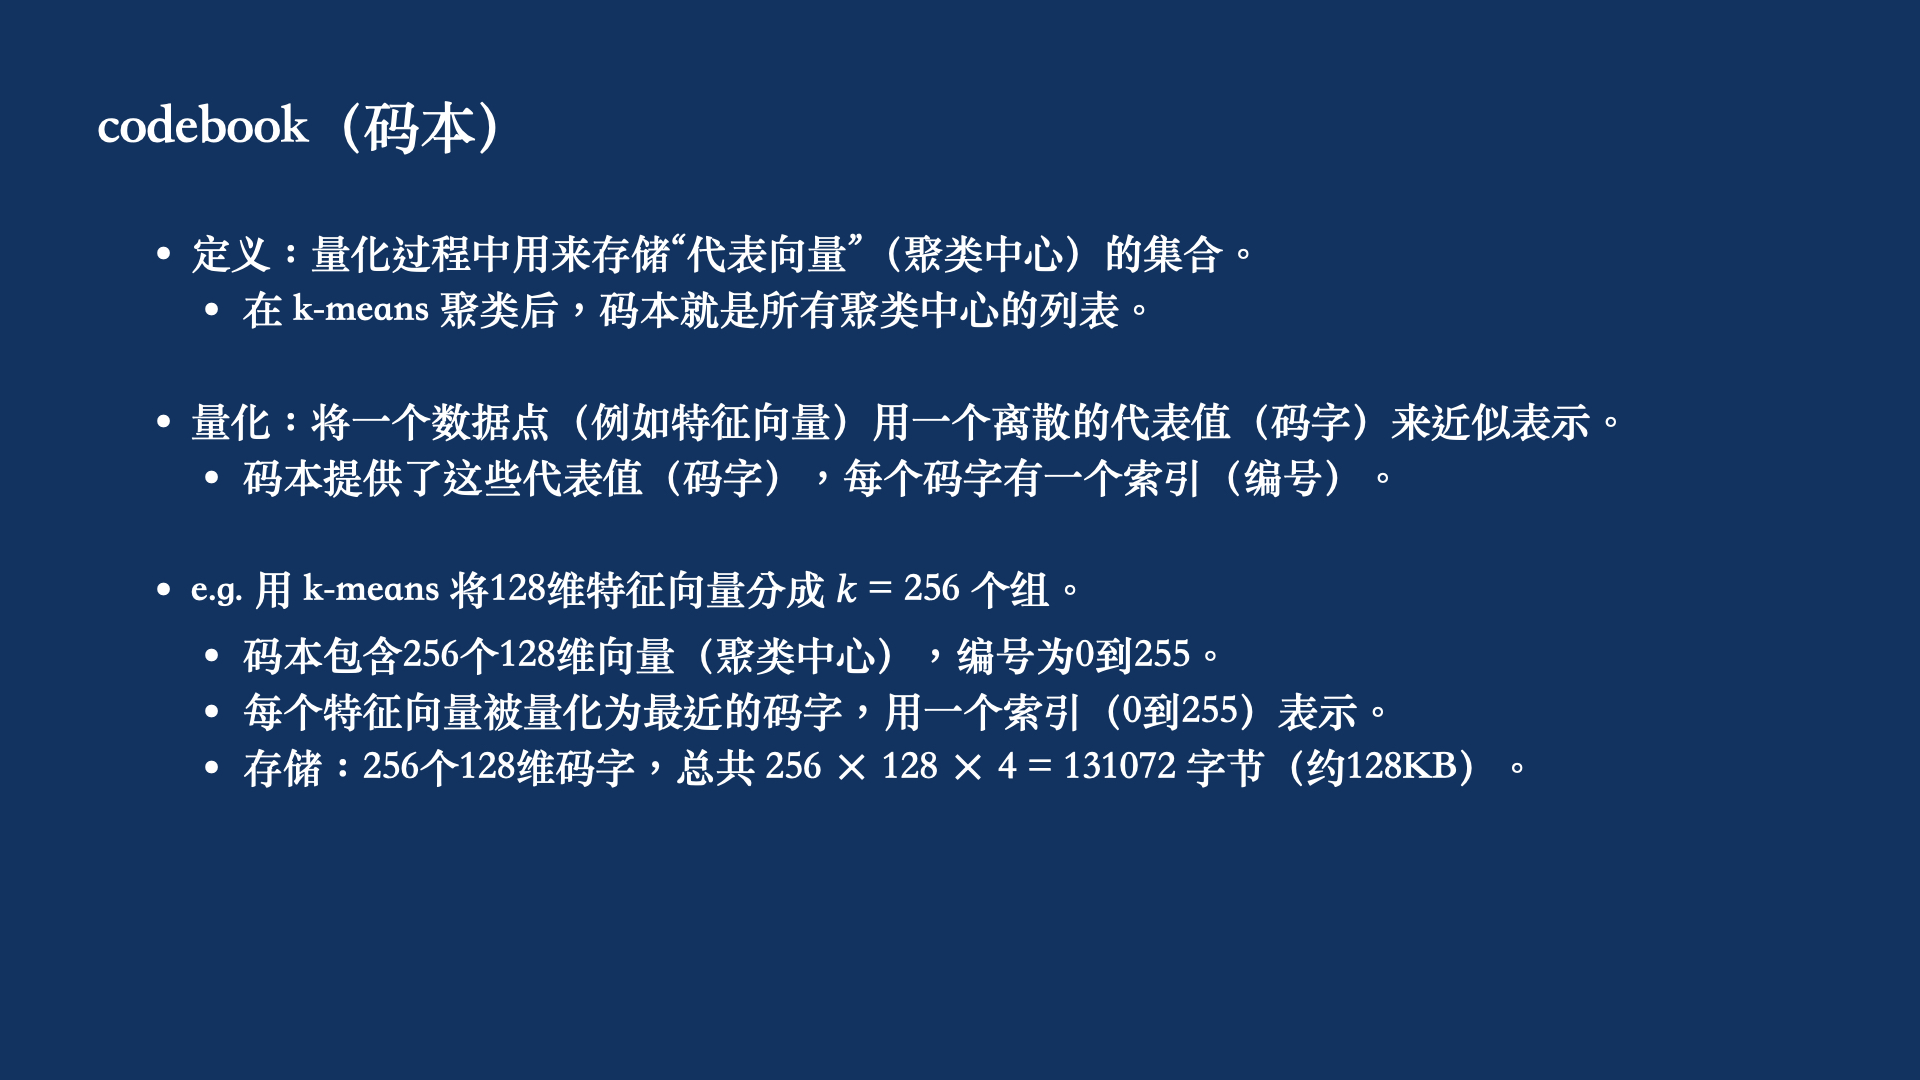 codebook（码本）
• 定义：量化过程中用来存储“代表向量”（聚类中心）的集合。
• 在 k-means 聚类后，码本就是所有聚类中心的列表。
• 量化：将一个数据点（例如特征向量）用一个离散的代表值（码字）来近似表示。
• 码本提供了这些代表值（码字），每个码字有一个索引（编号）。
• e.g. 用 k-means 将128维特征向量分成 k = 256 个组。
• 码本包含256个128维向量（聚类中心），编号为0到255。
• 每个特征向量被量化为最近的码字，用一个索引（0到255）表示。
• 存储：256个128维码字，总共 256 × 128 × 4 = 131072 字节（约128KB）。